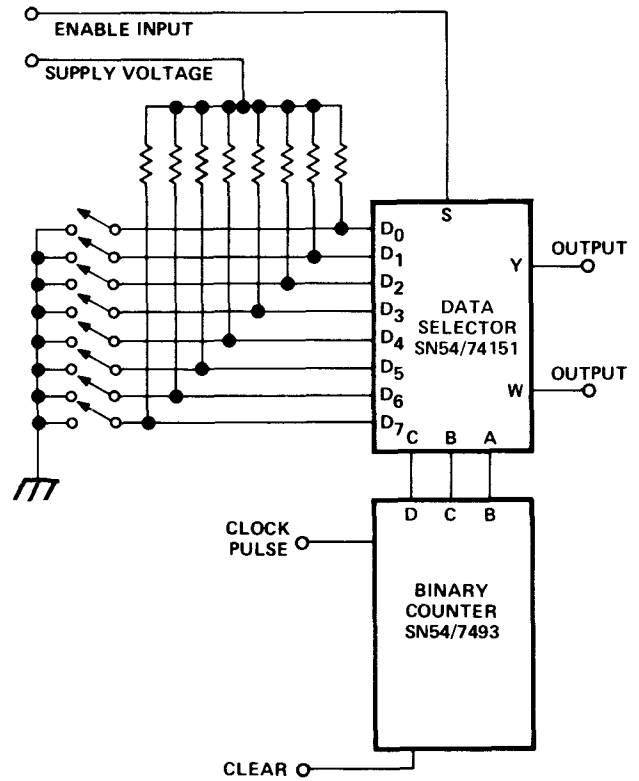 ENABLE INPUT
SUPPLY VOLTAGE
S
D0
D1
D2
D3
D4
D5
D6
D7
Y
OUTPUT
DATA
SELECTOR
SN54/74151
W
OUTPUT
C B A
D C B
CLOCK
PULSE
BINARY
COUNTER
SN54/7493
CLEAR